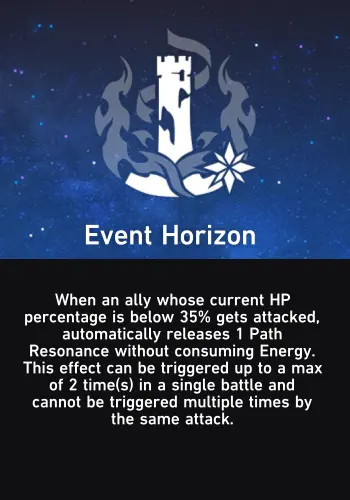 Event Horizon
When an ally whose current HP
percentage is below 35% gets attacked,
automatically releases 1 Path
Resonance without consuming Energy.
This effect can be triggered up to a max
of 2 time(s) in a single battle and
cannot be triggered multiple times by
the same attack.